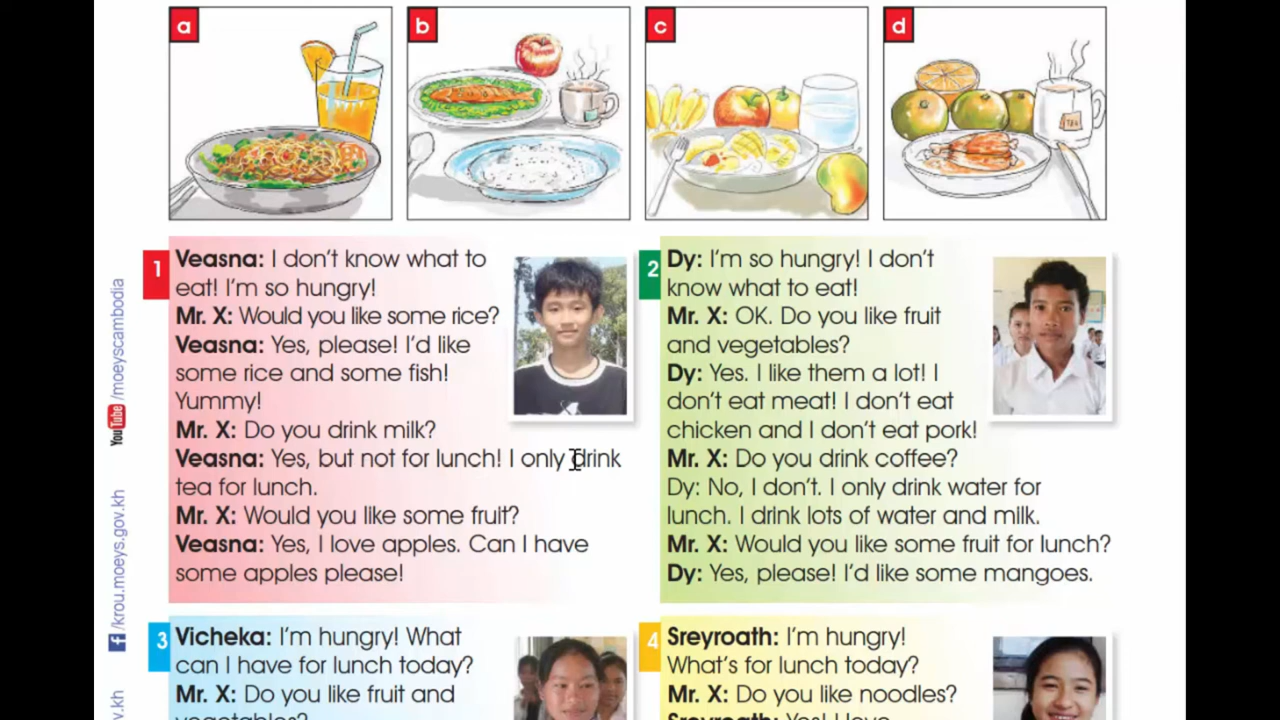 a
b
c
d
TEA
1
Veasna: I don't know what to
eat! I'm so hungry!
Mr. X: Would you like some rice?
Veasna: Yes, please! I'd like
some rice and some fish!
Yummy!
Mr. X: Do you drink milk?
Veasna: Yes, but not for lunch! I only drink
tea for lunch.
Mr. X: Would you like some fruit?
Veasna: Yes, I love apples. Can I have
some apples please!
2
Dy: I'm so hungry! I don't
know what to eat!
Mr. X: OK. Do you like fruit
and vegetables?
Dy: Yes. I like them a lot! I
don't eat meat! I don't eat
chicken and I don't eat pork!
Mr. X: Do you drink coffee?
Dy: No, I don't. I only drink water for
lunch. I drink lots of water and milk.
Mr. X: Would you like some fruit for lunch?
Dy: Yes, please! I'd like some mangoes.
3
Vicheka: I'm hungry! What
can I have for lunch today?
Mr. X: Do you like fruit and
vegetables?
4
Sreyroath: I'm hungry!
What's for lunch today?
Mr. X: Do you like noodles?
Sreyroath: Yes! I love
YouTube /moeyscambodia
f /krou.moeys.gov.kh
v.kh